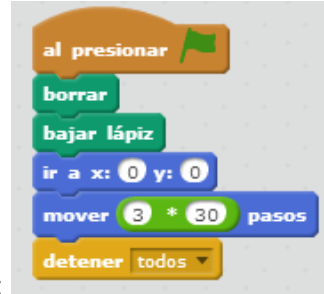 al presionar
borrar
bajar lápiz
ir a x: 0 y: 0
mover 3 * 30 pasos
detener todos